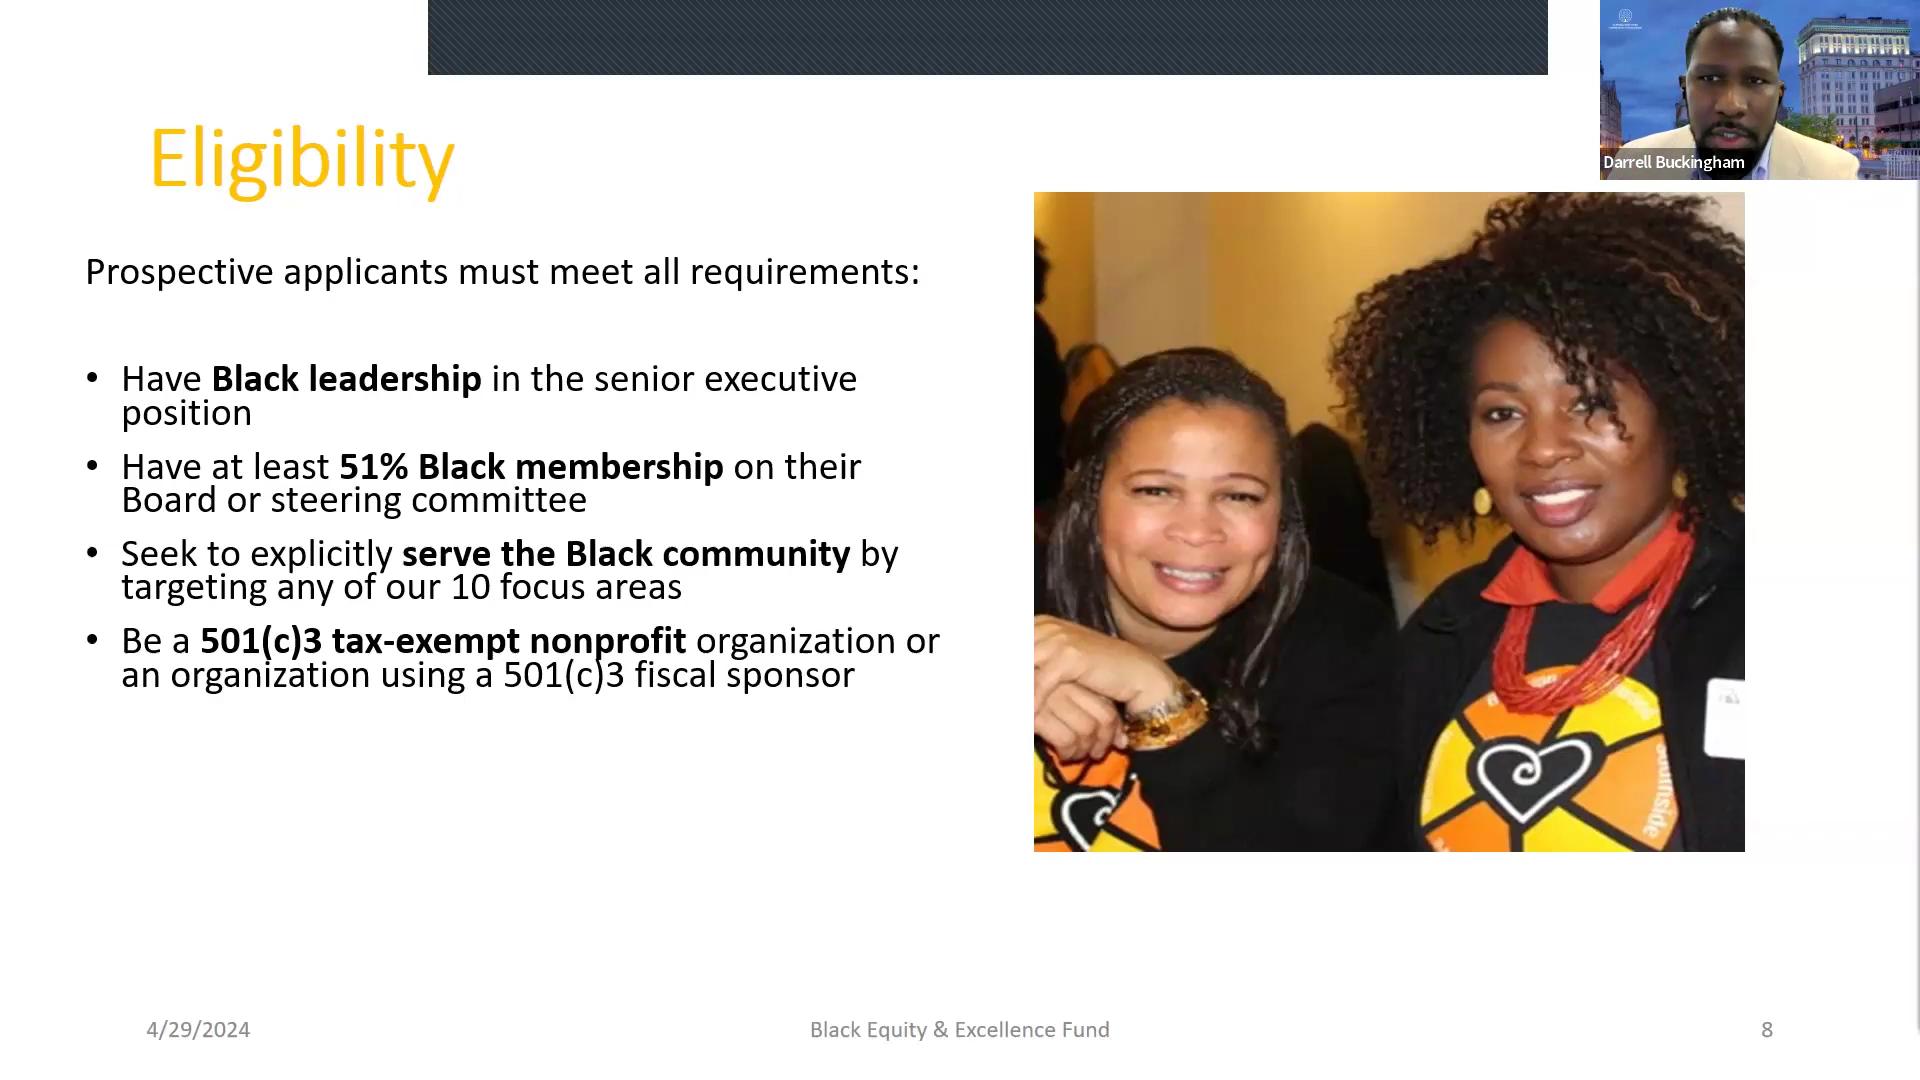 Darrell Buckingham
Eligibility
Prospective applicants must meet all requirements:
• Have Black leadership in the senior executive
position
• Have at least 51% Black membership on their
Board or steering committee
• Seek to explicitly serve the Black community by
targeting any of our 10 focus areas
• Be a 501(c)3 tax-exempt nonprofit organization or
an organization using a 501(c)3 fiscal sponsor
Southside
4/29/2024
Black Equity & Excellence Fund
8